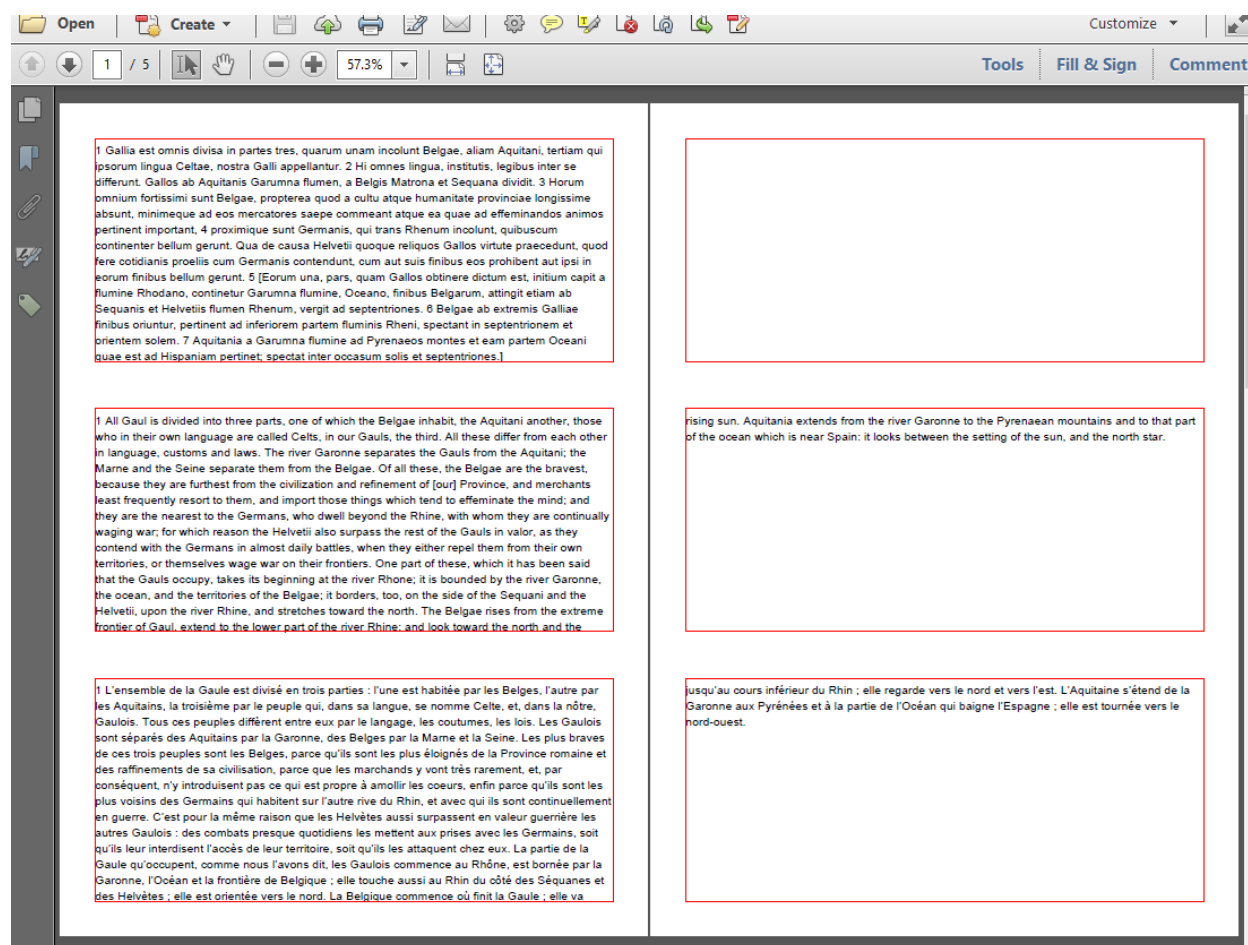 Open
Create
Customize
1 / 5
57.3%
Tools
Fill & Sign
Comment
1 Gallia est omnis divisa in partes tres, quarum unam incolunt Belgae, aliam Aquitani, tertiam qui
ipsorum lingua Celtae, nostra Galli appellantur. 2 Hi omnes lingua, institutis, legibus inter se
differunt. Gallos ab Aquitanis Garumna flumen, a Belgis Matrona et Sequana dividit. 3 Horum
omnium fortissimi sunt Belgae, propterea quod a cultu atque humanitate provinciae longissime
absunt, minimeque ad eos mercatores saepe commeant atque ea quae ad effeminandos animos
pertinent important, 4 proximique sunt Germanis, qui trans Rhenum incolunt, quibuscum
continenter bellum gerunt. Qua de causa Helvetii quoque reliquos Gallos virtute praecedunt, quod
fere cotidianis proeliis cum Germanis contendunt, cum aut suis finibus eos prohibent aut ipsi in
eorum finibus bellum gerunt. 5 [Eorum una, pars, quam Gallos obtinere dictum est, initium capit a
flumine Rhodano, continetur Garumna flumine, Oceano, finibus Belgarum, attingit etiam ab
Sequanis et Helvetiis flumen Rhenum, vergit ad septentriones. 6 Belgae ab extremis Galliae
finibus oriuntur, pertinent ad inferiorem partem fluminis Rheni, spectant in septentrionem et
orientem solem. 7 Aquitania a Garumna flumine ad Pyrenaeos montes et eam partem Oceani
quae est ad Hispaniam pertinet; spectat inter occasum solis et septentriones.]
1 All Gaul is divided into three parts, one of which the Belgae inhabit, the Aquitani another, those
who in their own language are called Celts, in our Gauls, the third. All these differ from each other
in language, customs and laws. The river Garonne separates the Gauls from the Aquitani; the
Marne and the Seine separate them from the Belgae. Of all these, the Belgae are the bravest,
because they are furthest from the civilization and refinement of [our] Province, and merchants
least frequently resort to them, and import those things which tend to effeminate the mind; and
they are the nearest to the Germans, who dwell beyond the Rhine, with whom they are continually
waging war; for which reason the Helvetii also surpass the rest of the Gauls in valor, as they
contend with the Germans in almost daily battles, when they either repel them from their own
territories, or themselves wage war on their frontiers. One part of these, which it has been said
that the Gauls occupy, takes its beginning at the river Rhone; it is bounded by the river Garonne,
the ocean, and the territories of the Belgae; it borders, too, on the side of the Sequani and the
Helvetii, upon the river Rhine, and stretches toward the north. The Belgae rises from the extreme
frontier of Gaul, extend to the lower part of the river Rhine; and look toward the north and the
rising sun. Aquitania extends from the river Garonne to the Pyrenaean mountains and to that part
of the ocean which is near Spain: it looks between the setting of the sun, and the north star.
1 L'ensemble de la Gaule est divisé en trois parties : l'une est habitée par les Belges, l'autre par
les Aquitains, la troisième par le peuple qui, dans sa langue, se nomme Celte, et, dans la nôtre,
Gaulois. Tous ces peuples diffèrent entre eux par le langage, les coutumes, les lois. Les Gaulois
sont séparés des Aquitains par la Garonne, des Belges par la Marne et la Seine. Les plus braves
de ces trois peuples sont les Belges, parce qu'ils sont les plus éloignés de la Province romaine et
des raffinements de sa civilisation, parce que les marchands y vont très rarement, et, par
conséquent, n'y introduisent pas ce qui est propre à amollir les coeurs, enfin parce qu'ils sont les
plus voisins des Germains qui habitent sur l'autre rive du Rhin, et avec qui ils sont continuellement
en guerre. C'est pour la même raison que les Helvètes aussi surpassent en valeur guerrière les
autres Gaulois : des combats presque quotidiens les mettent aux prises avec les Germains, soit
qu'ils leur interdisent l'accès de leur territoire, soit qu'ils les attaquent chez eux. La partie de la
Gaule qu'occupent, comme nous l'avons dit, les Gaulois commence au Rhône, est bornée par la
Garonne, l'Océan et la frontière de Belgique ; elle touche aussi au Rhin du côté des Séquanes et
des Helvètes ; elle est orientée vers le nord. La Belgique commence où finit la Gaule ; elle va
jusqu'au cours inférieur du Rhin ; elle regarde vers le nord et vers l'est. L'Aquitaine s'étend de la
Garonne aux Pyrénées et à la partie de l'Océan qui baigne l'Espagne ; elle est tournée vers le
nord-ouest.